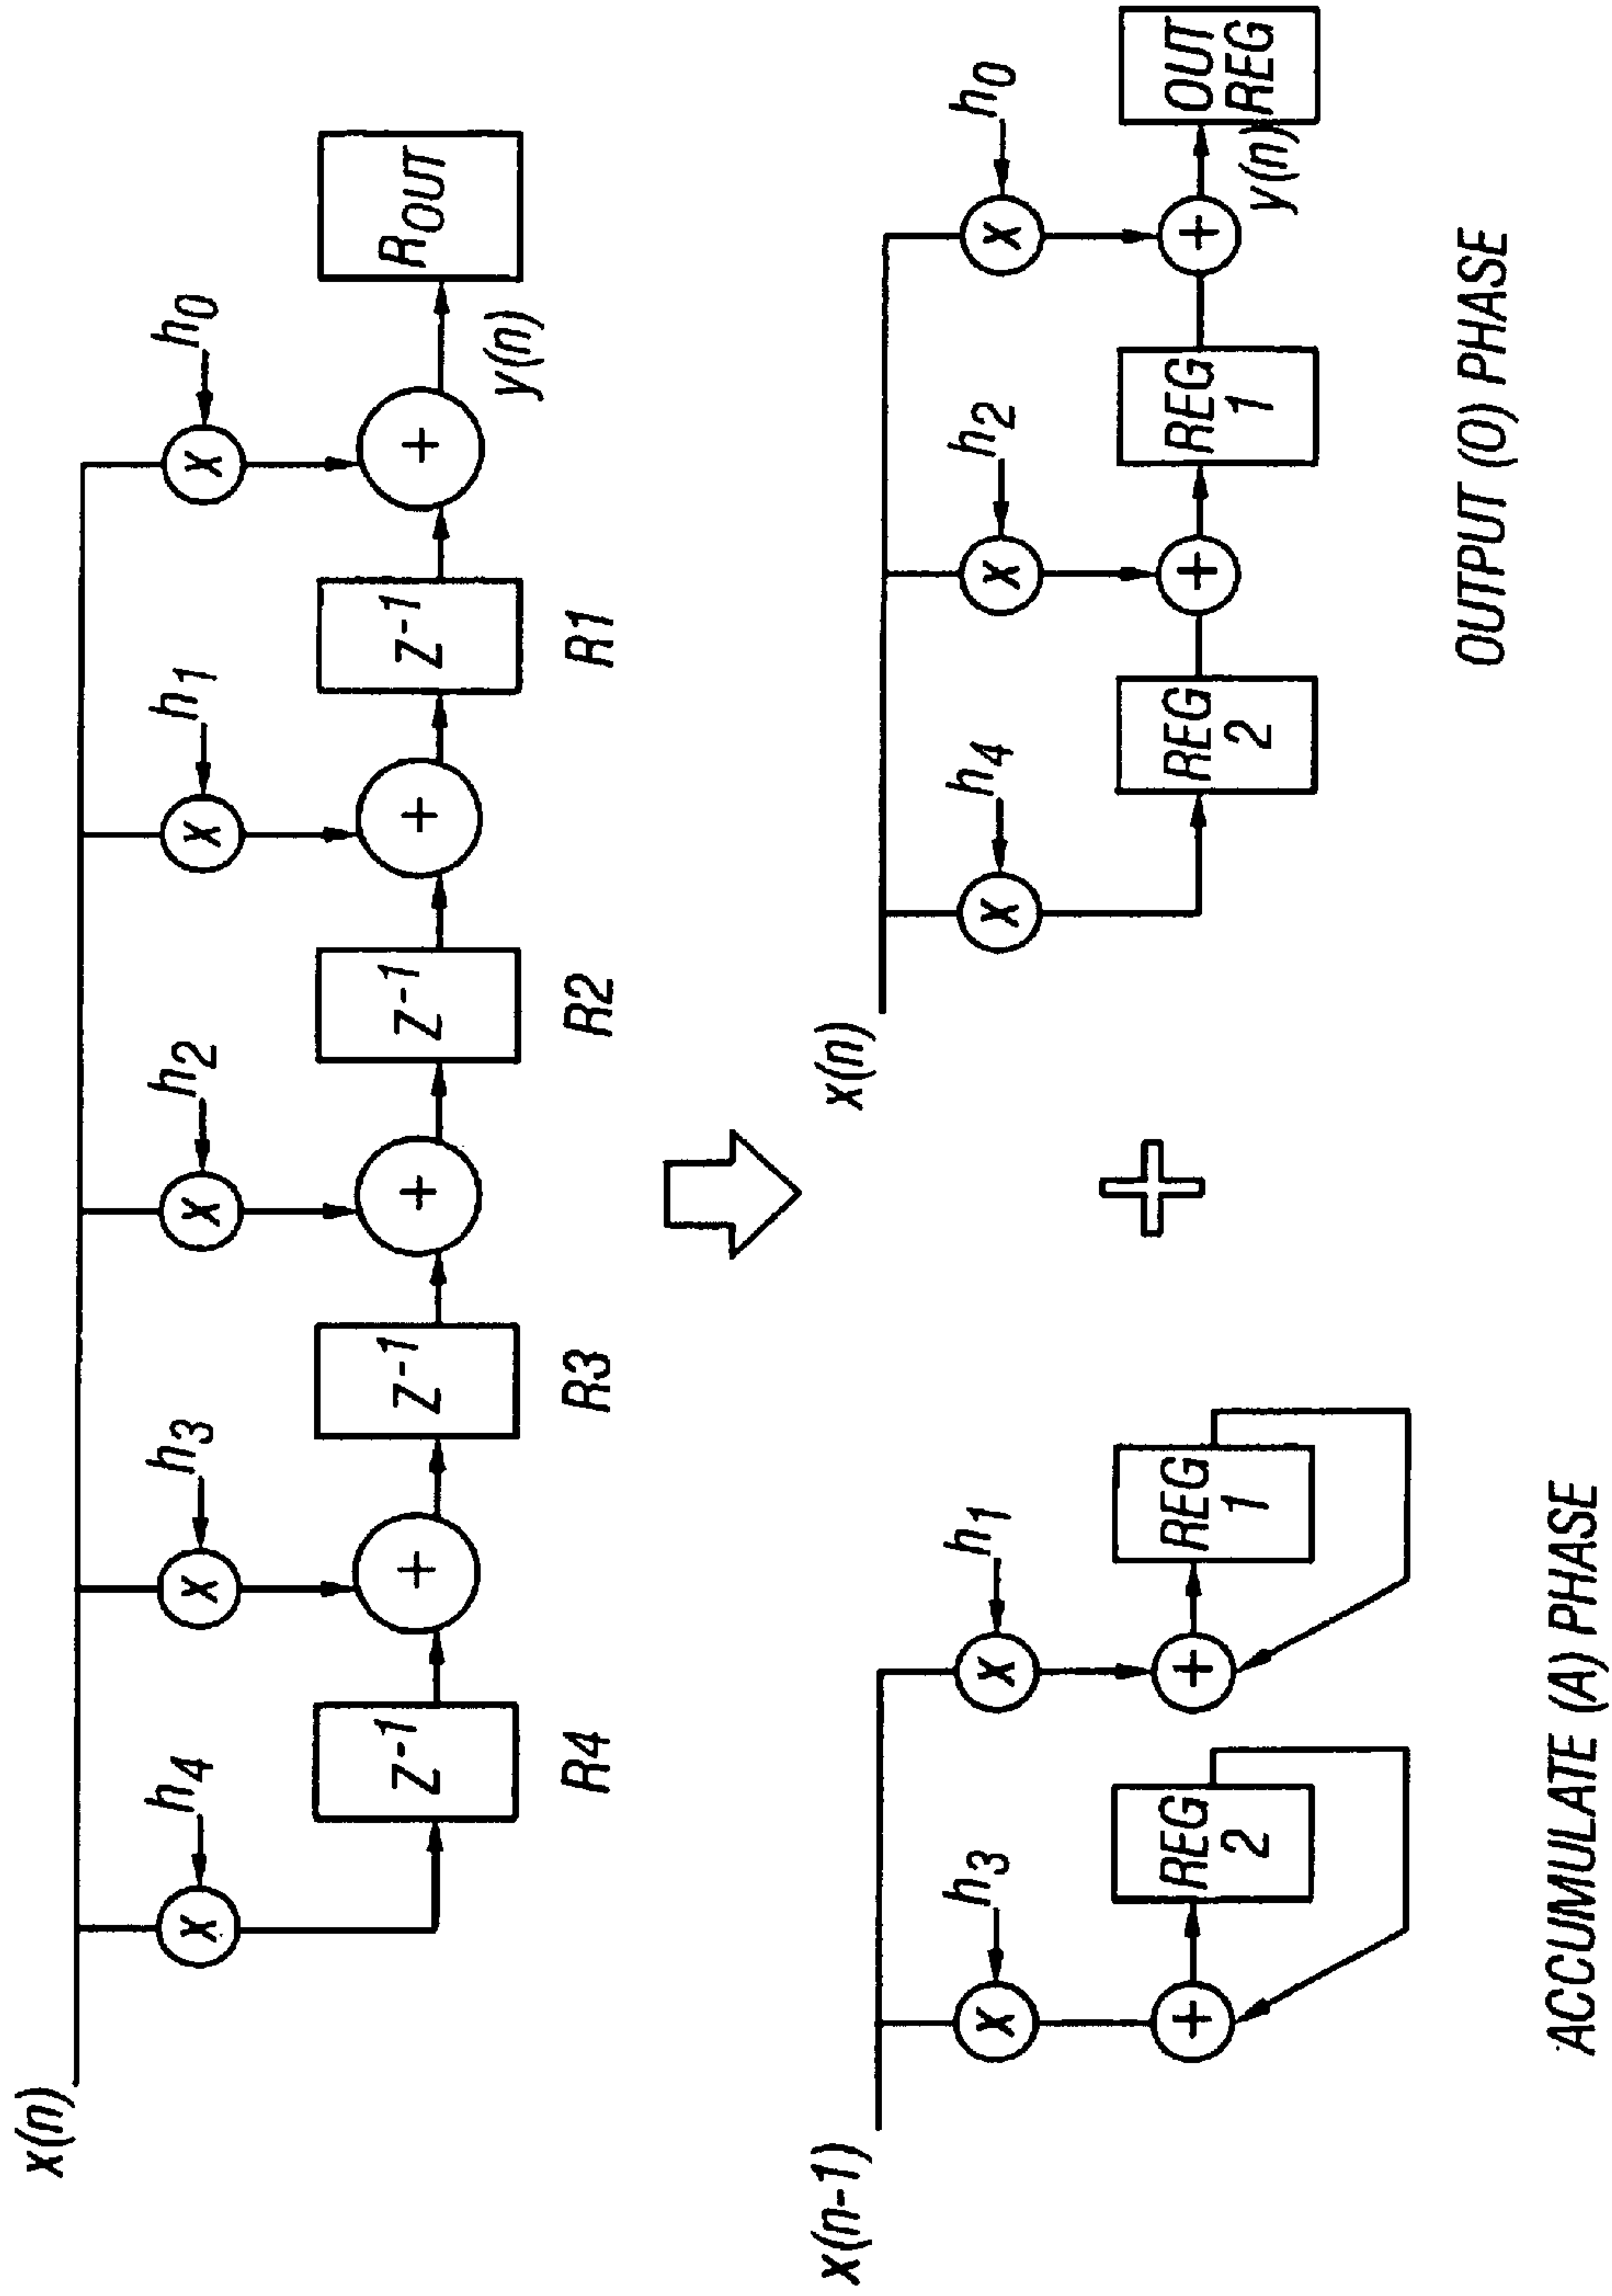 x(n)
h4
h3
h2
h1
h0
X
X
X
X
X
Z-1
+
Z-1
+
Z-1
+
Z-1
+
ROUT
y(n)
R4
R3
R2
R1
x(n-1)
h3
h1
X
X
+
REG
2
+
REG
1
ACCUMULATE (A) PHASE
+
x(n)
h4
h2
h0
X
X
X
REG
2
+
REG
1
+
y(n)
OUT
REG
OUTPUT (O) PHASE